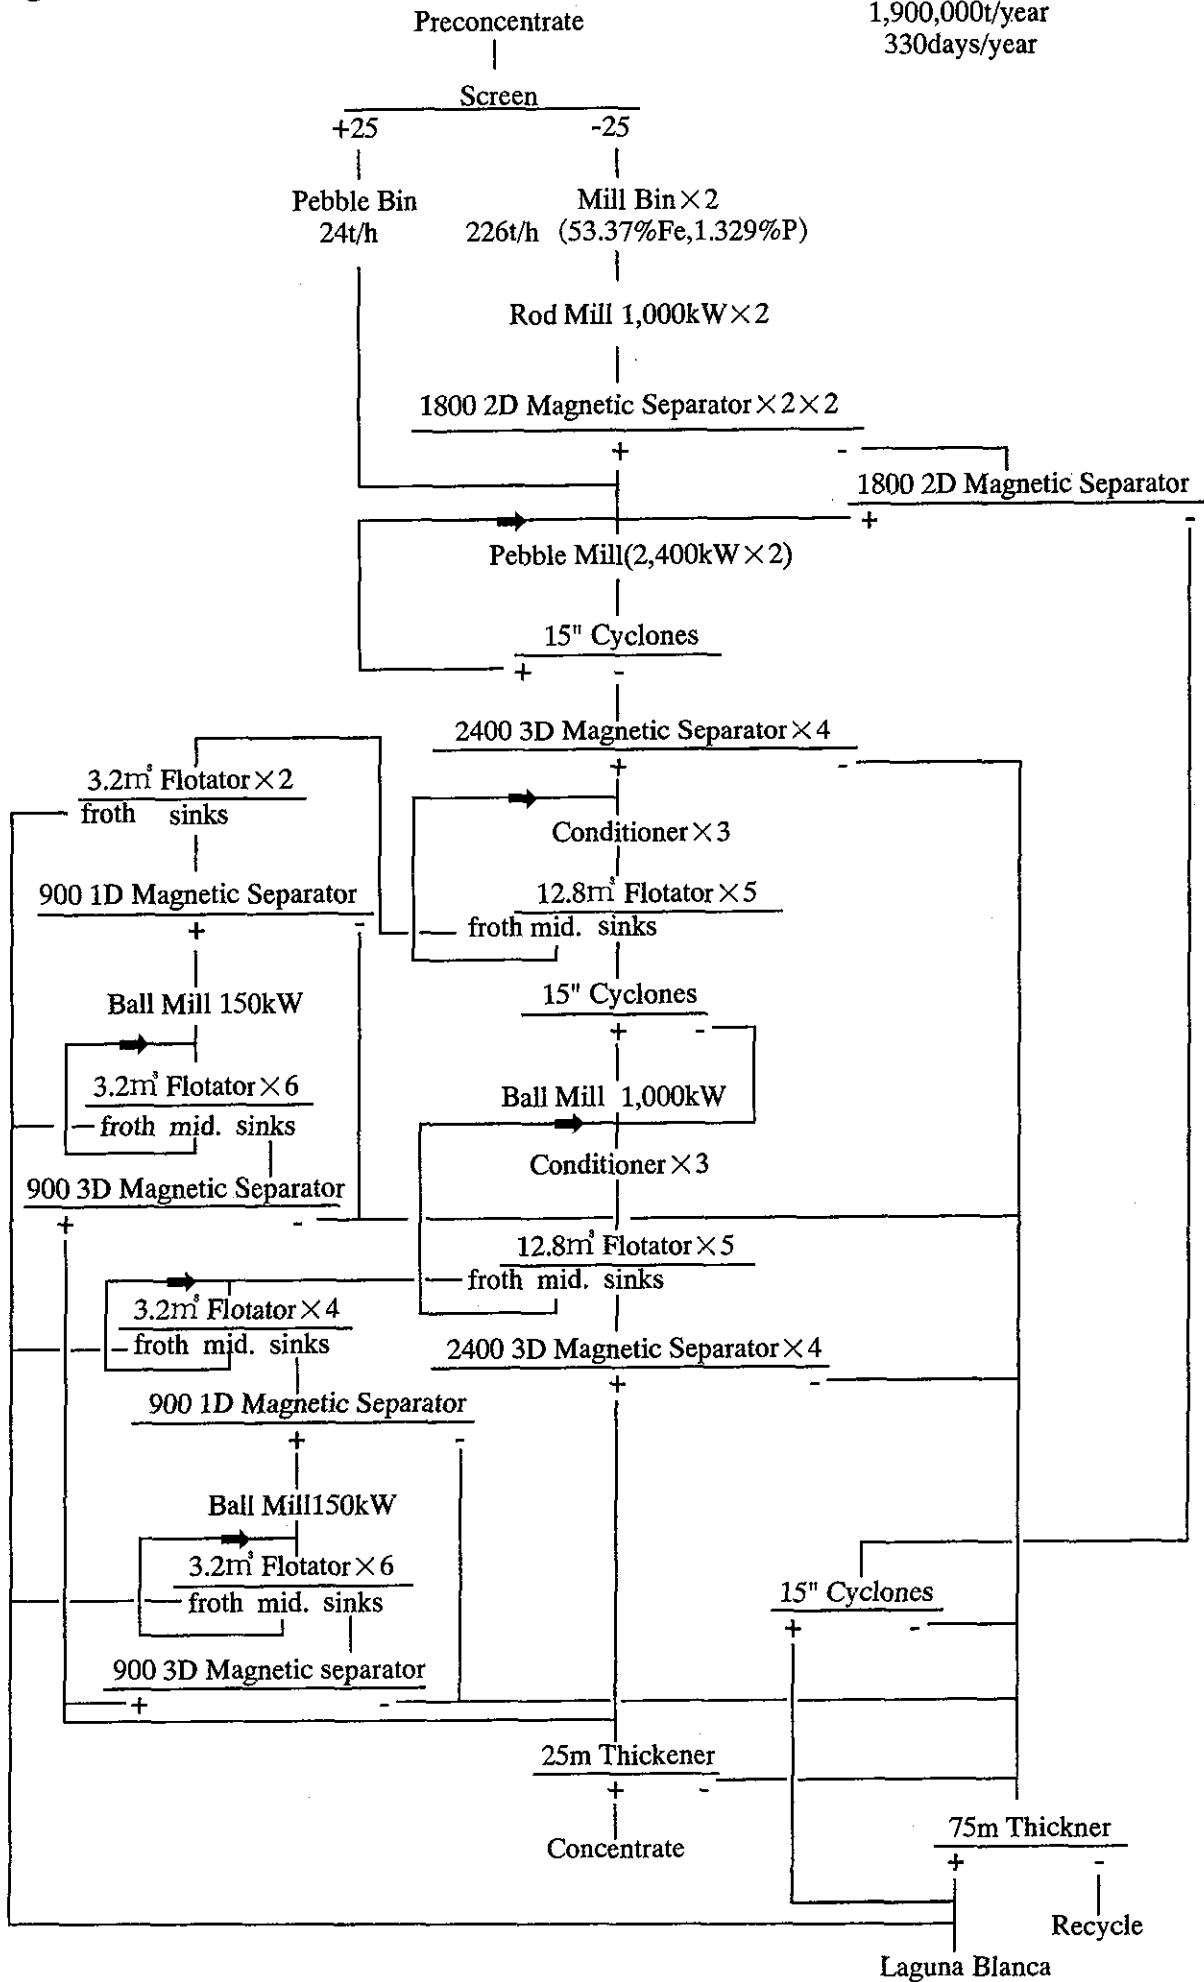 1,900,000t/year
330days/year
Preconcentrate
Screen
+25 -25
Pebble Bin Mill Bin×2
24t/h 226t/h (53.37%Fe,1.329%P)
Rod Mill 1,000kW×2
1800 2D Magnetic Separator×2×2
+ -
1800 2D Magnetic Separator
+ -
Pebble Mill(2,400kW×2)
15" Cyclones
+ -
2400 3D Magnetic Separator×4
+ -
3.2m³ Flotator×2
froth sinks
Conditioner×3
900 1D Magnetic Separator
+ -
12.8m³ Flotator×5
froth mid. sinks
15" Cyclones
+ -
Ball Mill 150kW
3.2m³ Flotator×6
froth mid. sinks
Ball Mill 1,000kW
Conditioner×3
900 3D Magnetic Separator
+ -
12.8m³ Flotator×5
froth mid. sinks
3.2m³ Flotator×4
froth mid. sinks
2400 3D Magnetic Separator×4
+ -
900 1D Magnetic Separator
+ -
Ball Mill150kW
3.2m³ Flotator×6
froth mid. sinks
15" Cyclones
+ -
900 3D Magnetic separator
+ -
25m Thickener
+ -
Concentrate
75m Thickner
+ -
Recycle
Laguna Blanca